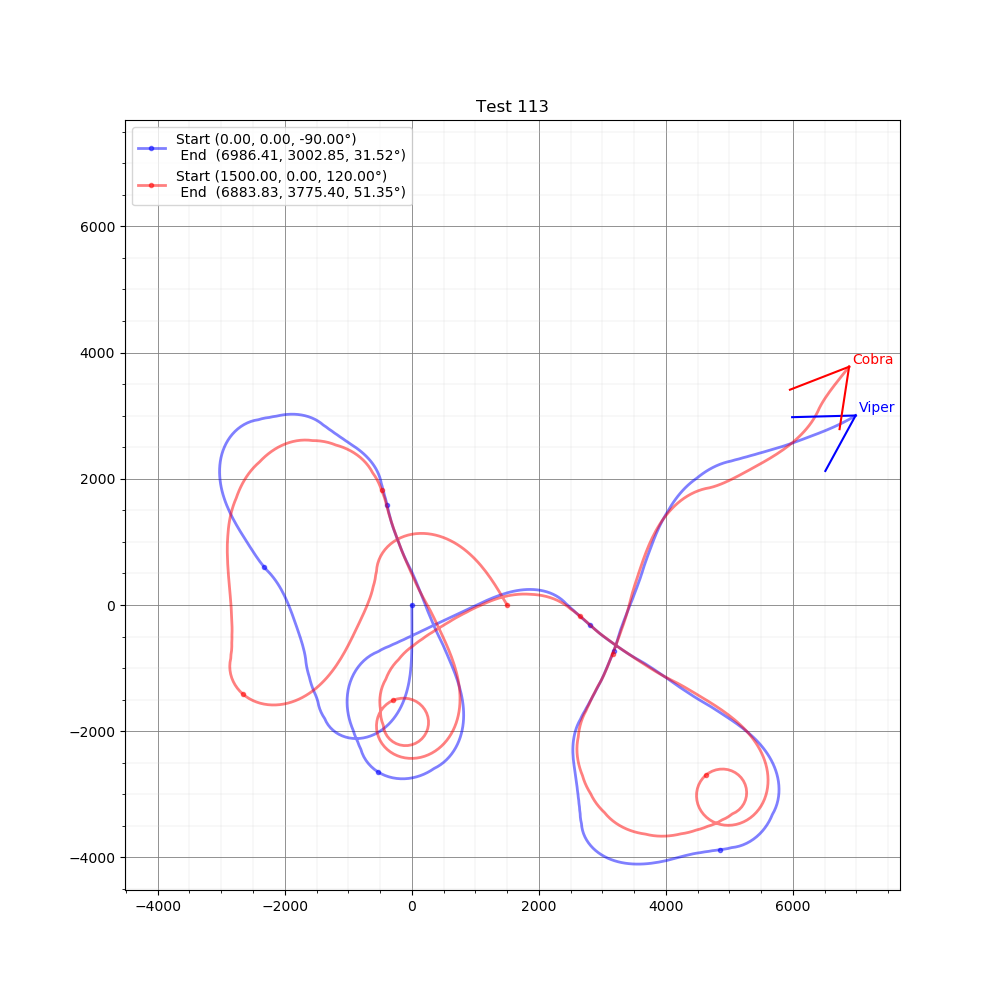 Test 113
Start (0.00, 0.00, -90.00°)
End  (6986.41, 3002.85, 31.52°)
Start (1500.00, 0.00, 120.00°)
End  (6883.83, 3775.40, 51.35°)
6000
4000
2000
0
−2000
−4000
Cobra
Viper
−4000 −2000 0 2000 4000 6000